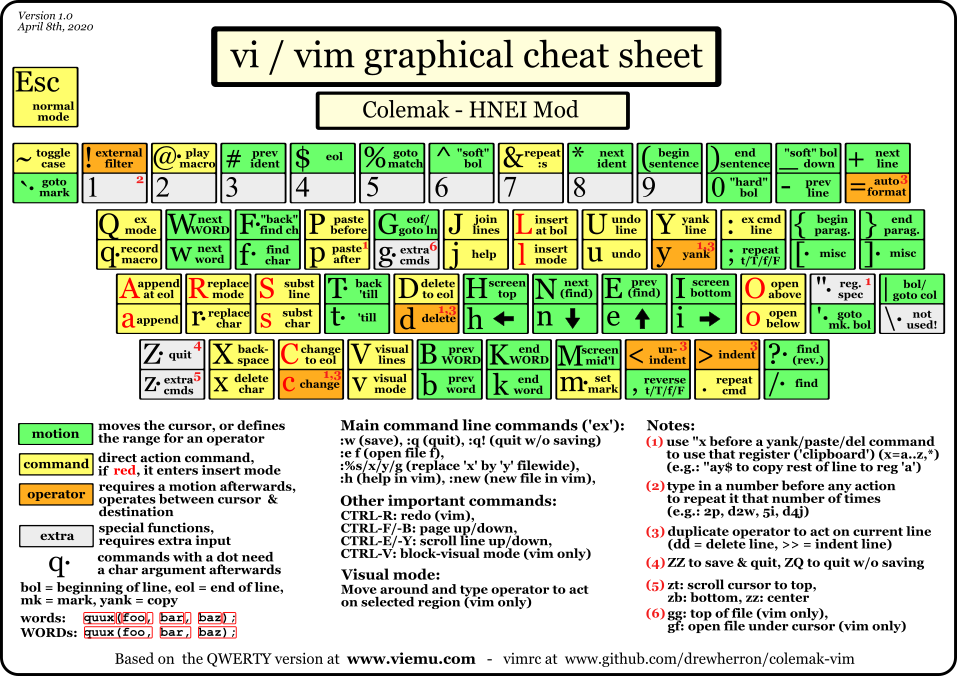 Version 1.0
April 8th, 2020
vi / vim graphical cheat sheet
Colemak - HNEI Mod
Esc
normal
mode
~ toggle case
! external filter
@· play macro
# prev ident
$ eol
% goto match
^ "soft" bol
& repeat :s
* next ident
( begin sentence
) end sentence
_ "soft" bol down
+ next line
`· goto mark
1 2
2
3
4
5
6
7
8
9
0 "hard" bol
- prev line
= auto format 3
Q ex mode
W next WORD
F· "back" find ch
P paste before
G eof/ goto ln
J join lines
L insert at bol
U undo line
Y yank line
: ex cmd line
{ begin parag.
} end parag.
q· record macro
w next word
f· find char
p paste after 1
g· extra cmds 6
j help
l insert mode
u undo
y yank 1,3
; repeat t/T/f/F
[· misc
]· misc
A append at eol
R replace mode
S subst line
T· back 'till
D delete to eol
H screen top
N next (find)
E prev (find)
I screen bottom
O open above
"· reg. spec 1
| bol/ goto col
a append
r· replace char
s subst char
t· 'till
d delete 1,3
h ←
n ↓
e ↑
i →
o open below
'· goto mk. bol
\· not used!
Z· quit 4
X back-space
C change to eol
V visual lines
B prev WORD
K end WORD
M screen mid'l
< un-indent 3
> indent 3
?· find (rev.)
z· extra cmds 5
x delete char
c change 1,3
v visual mode
b prev word
k end word
m· set mark
, reverse t/T/f/F
. repeat cmd
/· find
motion moves the cursor, or defines
the range for an operator
command direct action command,
if red, it enters insert mode
operator requires a motion afterwards,
operates between cursor &
destination
extra special functions,
requires extra input
q· commands with a dot need
a char argument afterwards
bol = beginning of line, eol = end of line,
mk = mark, yank = copy
words: quux(foo, bar, baz);
WORDs: quux(foo, bar, baz);
Main command line commands ('ex'):
:w (save), :q (quit), :q! (quit w/o saving)
:e f (open file f),
:%s/x/y/g (replace 'x' by 'y' filewide),
:h (help in vim), :new (new file in vim),
Other important commands:
CTRL-R: redo (vim),
CTRL-F/-B: page up/down,
CTRL-E/-Y: scroll line up/down,
CTRL-V: block-visual mode (vim only)
Visual mode:
Move around and type operator to act
on selected region (vim only)
Notes:
(1) use "x before a yank/paste/del command
to use that register ('clipboard') (x=a..z,*)
(e.g.: "ay$ to copy rest of line to reg 'a')
(2) type in a number before any action
to repeat it that number of times
(e.g.: 2p, d2w, 5i, d4j)
(3) duplicate operator to act on current line
(dd = delete line, >> = indent line)
(4) ZZ to save & quit, ZQ to quit w/o saving
(5) zt: scroll cursor to top,
zb: bottom, zz: center
(6) gg: top of file (vim only),
gf: open file under cursor (vim only)
Based on the QWERTY version at www.viemu.com - vimrc at www.github.com/drewherron/colemak-vim